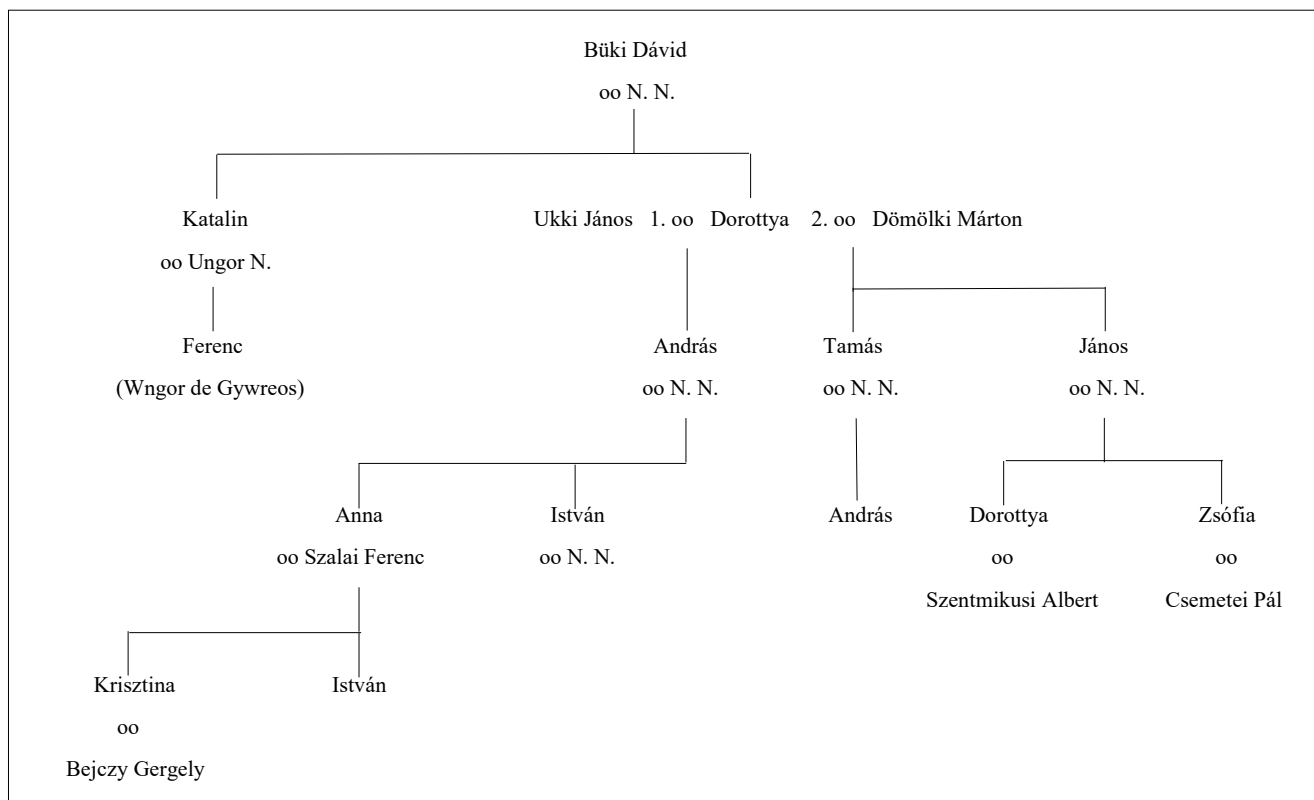 Büki Dávid
oo N. N.
Katalin Ukki János 1. oo Dorottya 2. oo Dömölki Márton
oo Ungor N.
Ferenc András Tamás János
(Wngor de Gywreos) oo N. N. oo N. N. oo N. N.
Anna István András Dorottya Zsófia
oo Szalai Ferenc oo N. N. oo oo
Szentmikusi Albert Csemetei Pál
Krisztina István
oo
Bejczy Gergely